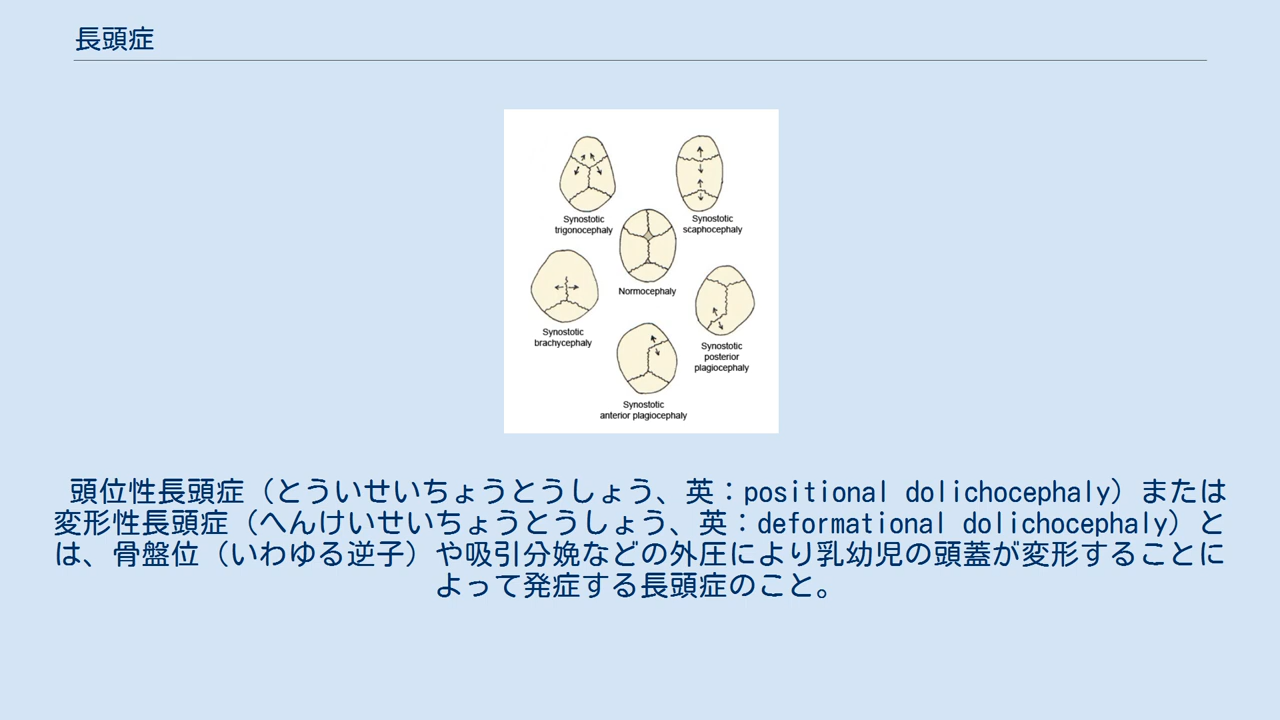 長頭症
Synostotic
trigonocephaly
Synostotic
scaphocephaly
Normocephaly
Synostotic
brachycephaly
Synostotic
posterior
plagiocephaly
Synostotic
anterior plagiocephaly
頭位性長頭症（とういせいちょうとうしょう、英：positional dolichocephaly）または
変形性長頭症（へんけいせいちょうとうしょう、英：deformational dolichocephaly）と
は、骨盤位（いわゆる逆子）や吸引分娩などの外圧により乳幼児の頭蓋が変形することに
よって発症する長頭症のこと。